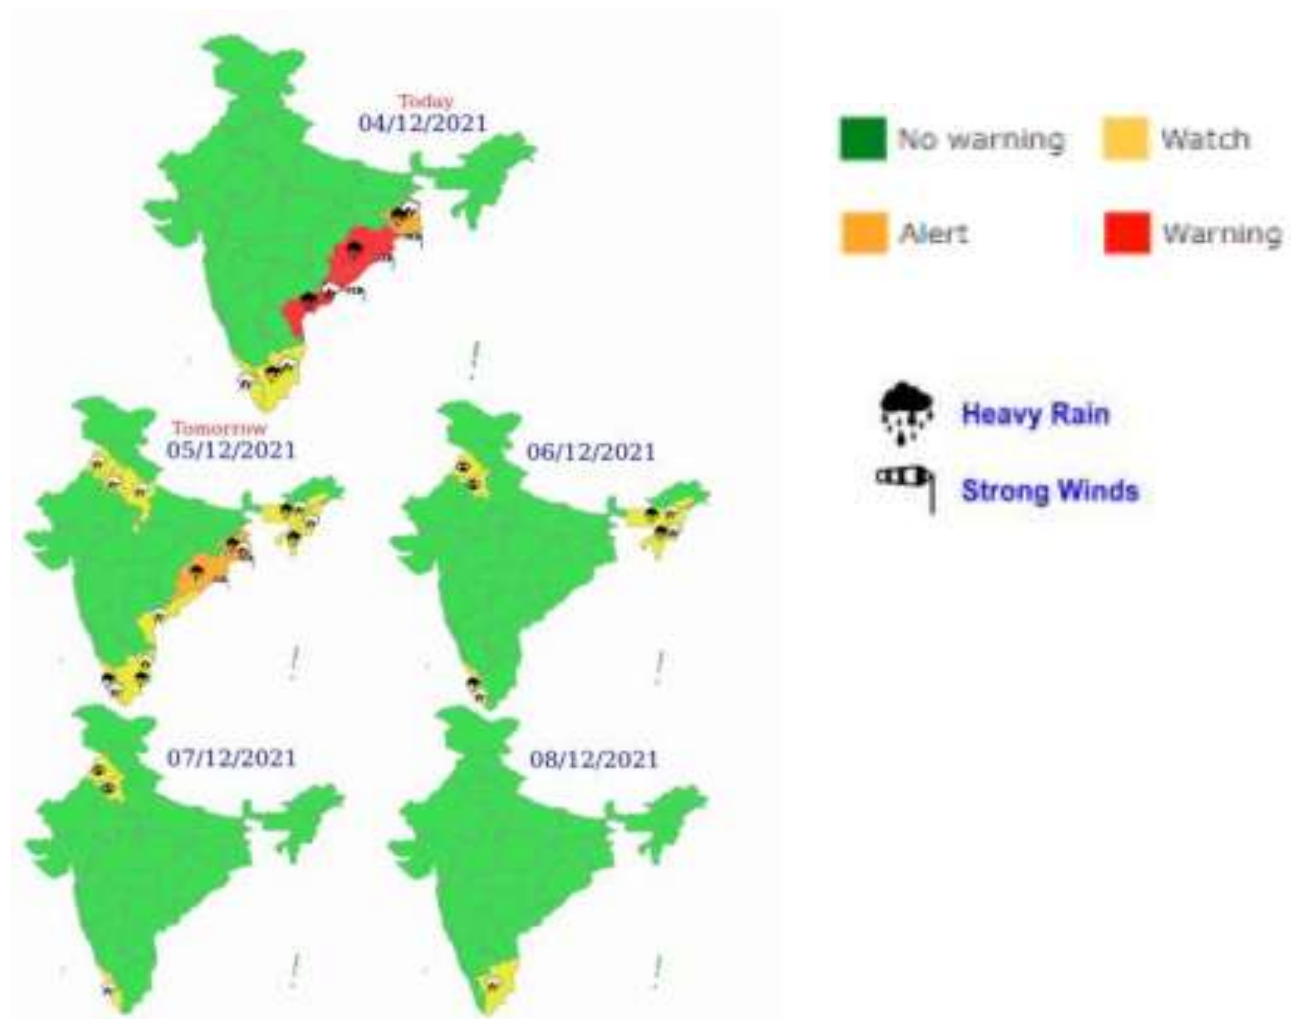 Today
04/12/2021
No warning
Watch
Alert
Warning
Tomorrow
05/12/2021
06/12/2021
Heavy Rain
Strong Winds
07/12/2021
08/12/2021